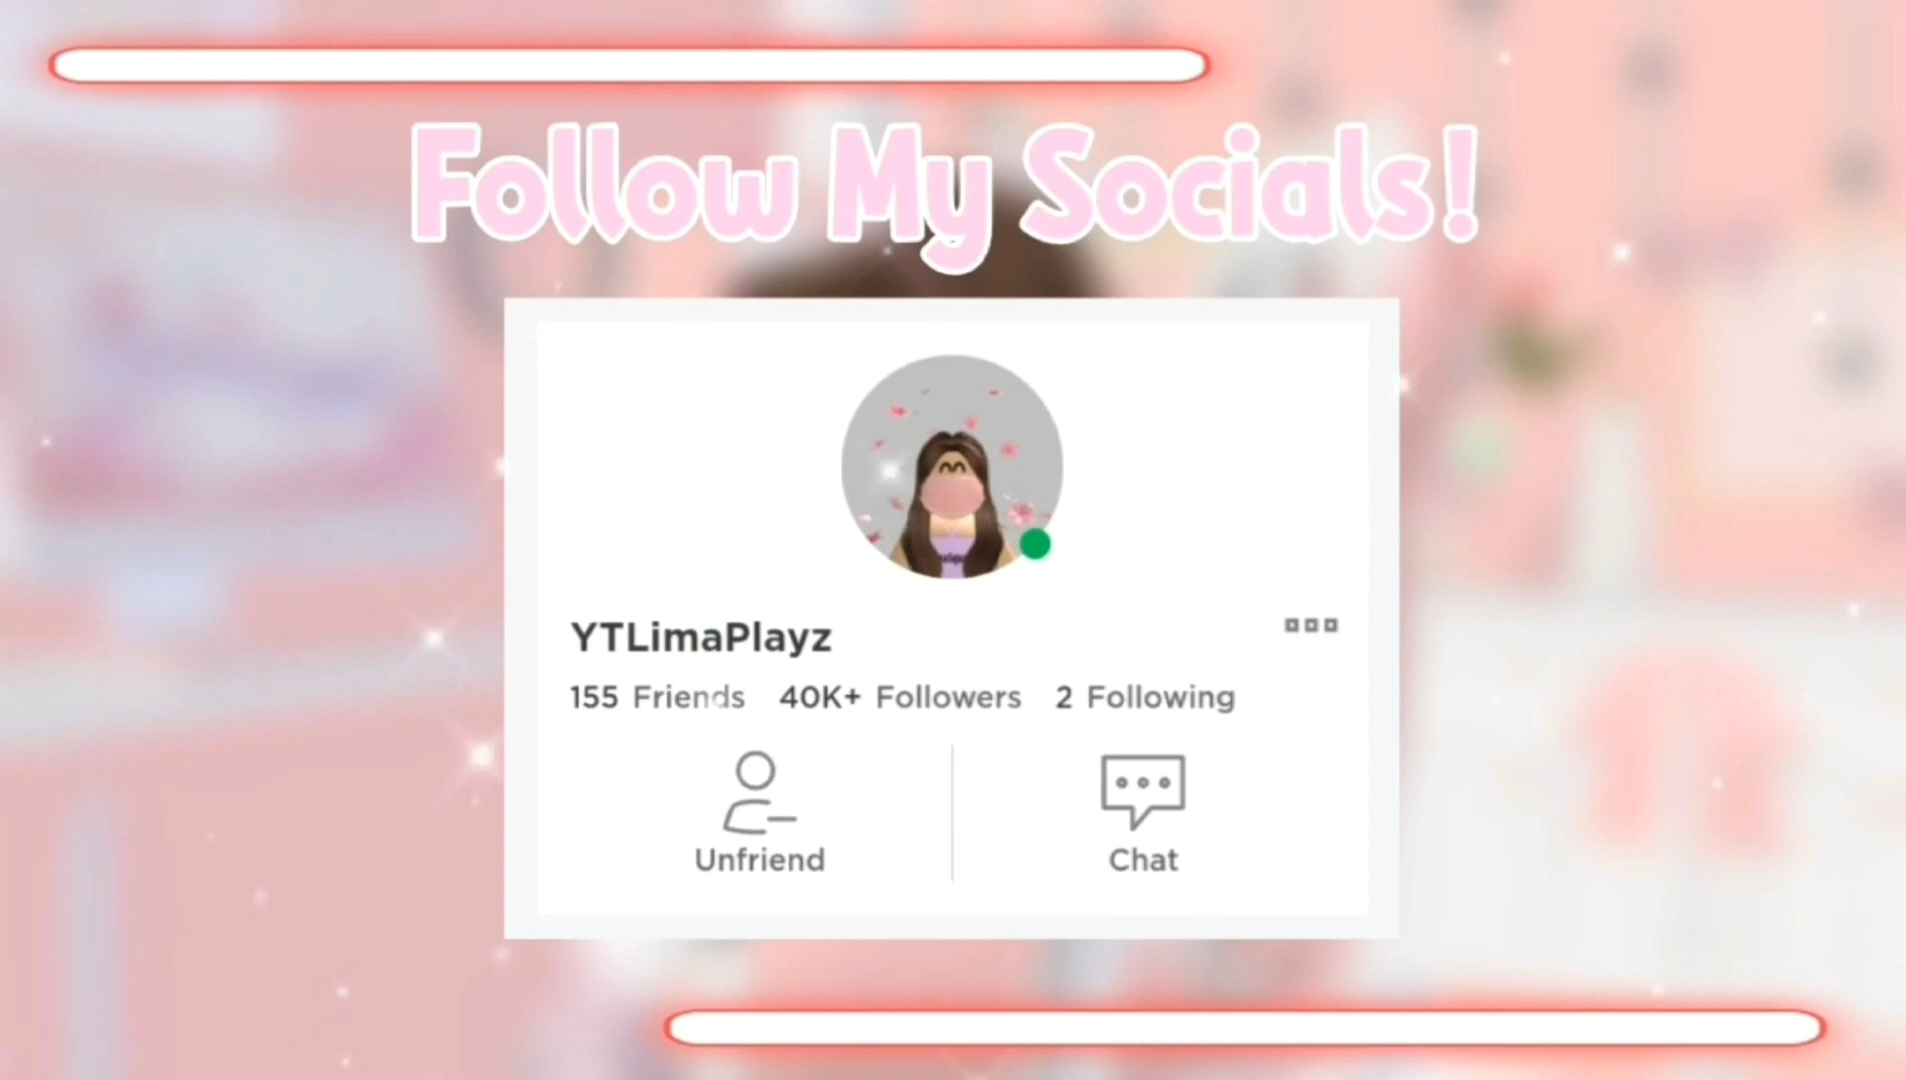 Follow My Socials!
YTLimaPlayz
155 Friends 40K+ Followers 2 Following
Unfriend Chat